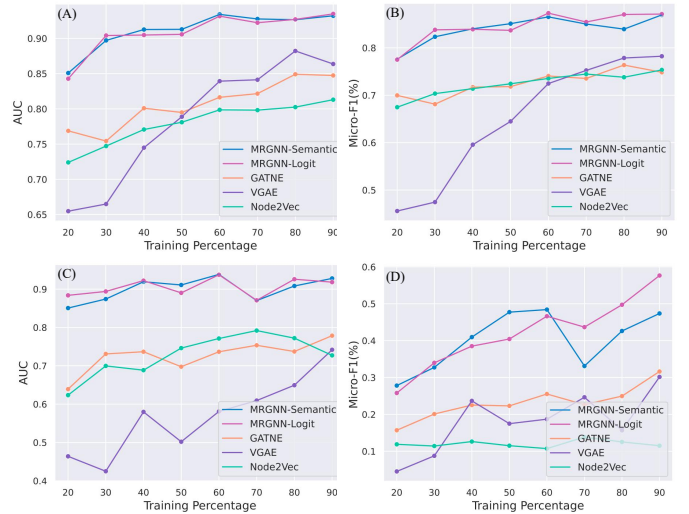 (A)
0.90
0.85
0.80
0.75
0.70
0.65
AUC
MRGNN-Semantic
MRGNN-Logit
GATNE
VGAE
Node2Vec
20 30 40 50 60 70 80 90
Training Percentage
(B)
0.8
0.7
0.6
0.5
Micro-F1(%)
MRGNN-Semantic
MRGNN-Logit
GATNE
VGAE
Node2Vec
20 30 40 50 60 70 80 90
Training Percentage
(C)
0.9
0.8
0.7
0.6
0.5
0.4
AUC
MRGNN-Semantic
MRGNN-Logit
GATNE
VGAE
Node2Vec
20 30 40 50 60 70 80 90
Training Percentage
(D)
0.6
0.5
0.4
0.3
0.2
0.1
Micro-F1(%)
MRGNN-Semantic
MRGNN-Logit
GATNE
VGAE
Node2Vec
20 30 40 50 60 70 80 90
Training Percentage